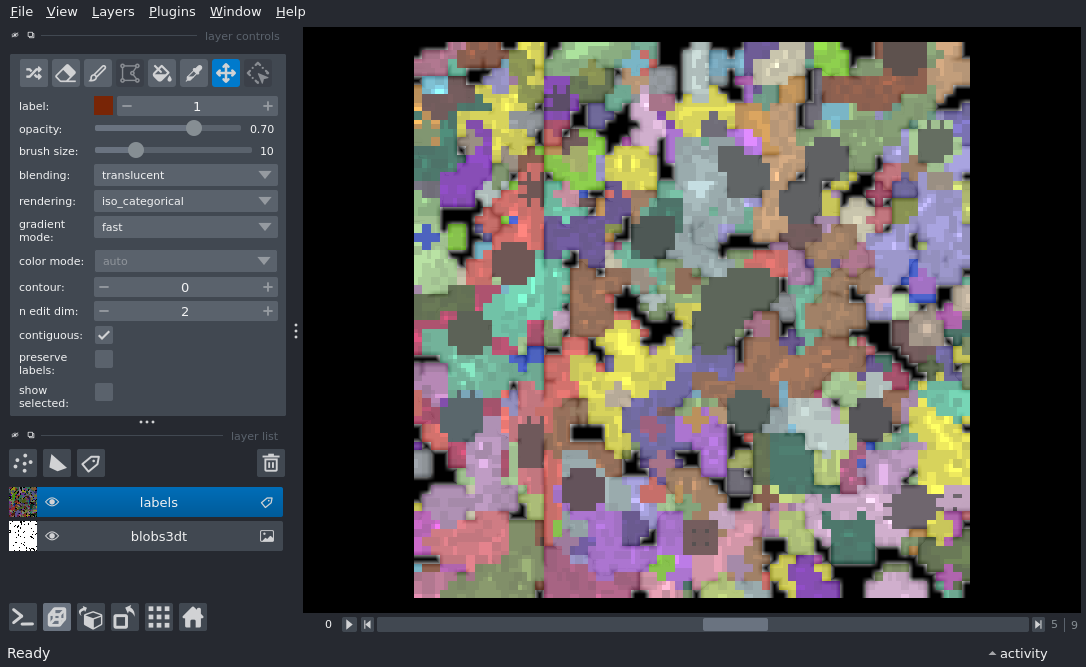 File View Layers Plugins Window Help
layer controls
label: 1
opacity: 0.70
brush size: 10
blending: translucent
rendering: iso_categorical
gradient
mode: fast
color mode: auto
contour: 0
n edit dim: 2
contiguous:
preserve
labels:
show
selected:
layer list
labels
blobs3dt
0 5 | 9
Ready activity